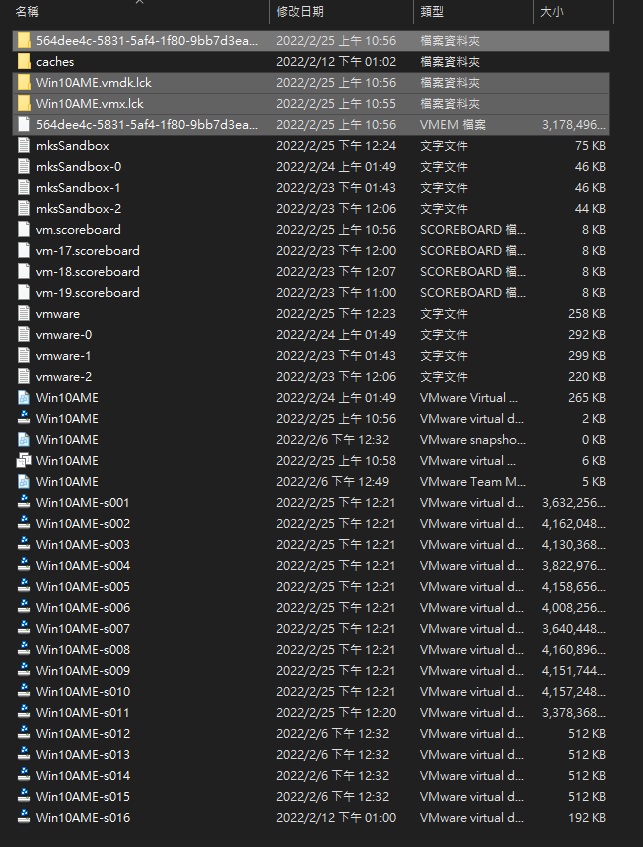 名稱 修改日期 類型 大小
564dee4c-5831-5af4-1f80-9bb7d3ea... 2022/2/25 上午 10:56 檔案資料夾
caches 2022/2/12 下午 01:02 檔案資料夾
Win10AME.vmdk.lck 2022/2/25 上午 10:56 檔案資料夾
Win10AME.vmx.lck 2022/2/25 上午 10:55 檔案資料夾
564dee4c-5831-5af4-1f80-9bb7d3ea... 2022/2/25 上午 10:56 VMEM 檔案 3,178,496...
mksSandbox 2022/2/25 下午 12:24 文字文件 75 KB
mksSandbox-0 2022/2/24 上午 01:49 文字文件 46 KB
mksSandbox-1 2022/2/23 下午 01:43 文字文件 46 KB
mksSandbox-2 2022/2/23 下午 12:06 文字文件 44 KB
vm.scoreboard 2022/2/25 上午 10:56 SCOREBOARD 檔... 8 KB
vm-17.scoreboard 2022/2/23 下午 12:00 SCOREBOARD 檔... 8 KB
vm-18.scoreboard 2022/2/23 下午 12:07 SCOREBOARD 檔... 8 KB
vm-19.scoreboard 2022/2/23 下午 11:00 SCOREBOARD 檔... 8 KB
vmware 2022/2/25 下午 12:23 文字文件 258 KB
vmware-0 2022/2/24 上午 01:49 文字文件 292 KB
vmware-1 2022/2/23 下午 01:43 文字文件 299 KB
vmware-2 2022/2/23 下午 12:06 文字文件 220 KB
Win10AME 2022/2/24 上午 01:49 VMware Virtual ... 265 KB
Win10AME 2022/2/25 上午 10:56 VMware virtual d... 2 KB
Win10AME 2022/2/6 下午 12:32 VMware snapsho... 0 KB
Win10AME 2022/2/25 上午 10:58 VMware virtual ... 6 KB
Win10AME 2022/2/6 下午 12:49 VMware Team M... 5 KB
Win10AME-s001 2022/2/25 下午 12:21 VMware virtual d... 3,632,256...
Win10AME-s002 2022/2/25 下午 12:21 VMware virtual d... 4,162,048...
Win10AME-s003 2022/2/25 下午 12:21 VMware virtual d... 4,130,368...
Win10AME-s004 2022/2/25 下午 12:21 VMware virtual d... 3,822,976...
Win10AME-s005 2022/2/25 下午 12:21 VMware virtual d... 4,158,656...
Win10AME-s006 2022/2/25 下午 12:21 VMware virtual d... 4,008,256...
Win10AME-s007 2022/2/25 下午 12:21 VMware virtual d... 3,640,448...
Win10AME-s008 2022/2/25 下午 12:21 VMware virtual d... 4,160,896...
Win10AME-s009 2022/2/25 下午 12:21 VMware virtual d... 4,151,744...
Win10AME-s010 2022/2/25 下午 12:21 VMware virtual d... 4,157,248...
Win10AME-s011 2022/2/25 下午 12:20 VMware virtual d... 3,378,368...
Win10AME-s012 2022/2/6 下午 12:32 VMware virtual d... 512 KB
Win10AME-s013 2022/2/6 下午 12:32 VMware virtual d... 512 KB
Win10AME-s014 2022/2/6 下午 12:32 VMware virtual d... 512 KB
Win10AME-s015 2022/2/6 下午 12:32 VMware virtual d... 512 KB
Win10AME-s016 2022/2/12 下午 01:00 VMware virtual d... 192 KB